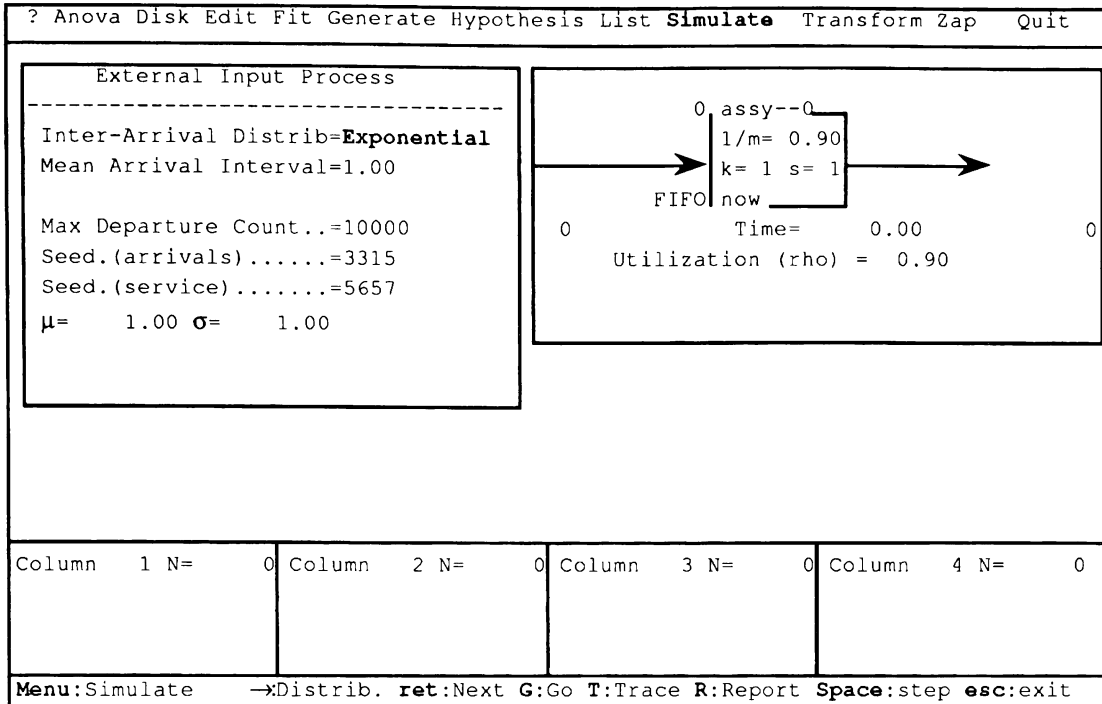 ? Anova Disk Edit Fit Generate Hypothesis List Simulate Transform Zap Quit
External Input Process
-----------------------------------
Inter-Arrival Distrib=Exponential
Mean Arrival Interval=1.00
Max Departure Count..=10000
Seed.(arrivals)......=3315
Seed.(service).......=5657
μ= 1.00 σ= 1.00
0 assy--0
1/m= 0.90
k= 1 s= 1
FIFO now
0 Time= 0.00 0
Utilization (rho) = 0.90
Column 1 N= 0
Column 2 N= 0
Column 3 N= 0
Column 4 N= 0
Menu:Simulate →:Distrib. ret:Next G:Go T:Trace R:Report Space:step esc:exit